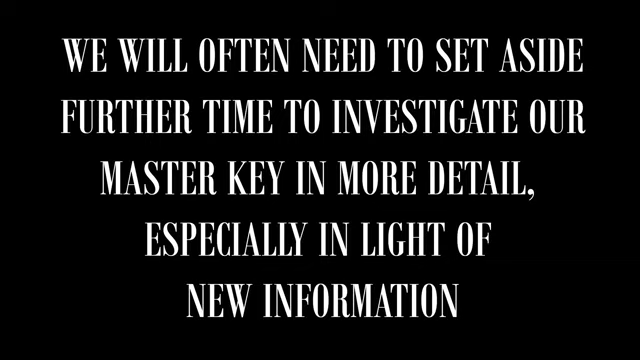 WE WILL OFTEN NEED TO SET ASIDE
FURTHER TIME TO INVESTIGATE OUR
MASTER KEY IN MORE DETAIL,
ESPECIALLY IN LIGHT OF
NEW INFORMATION